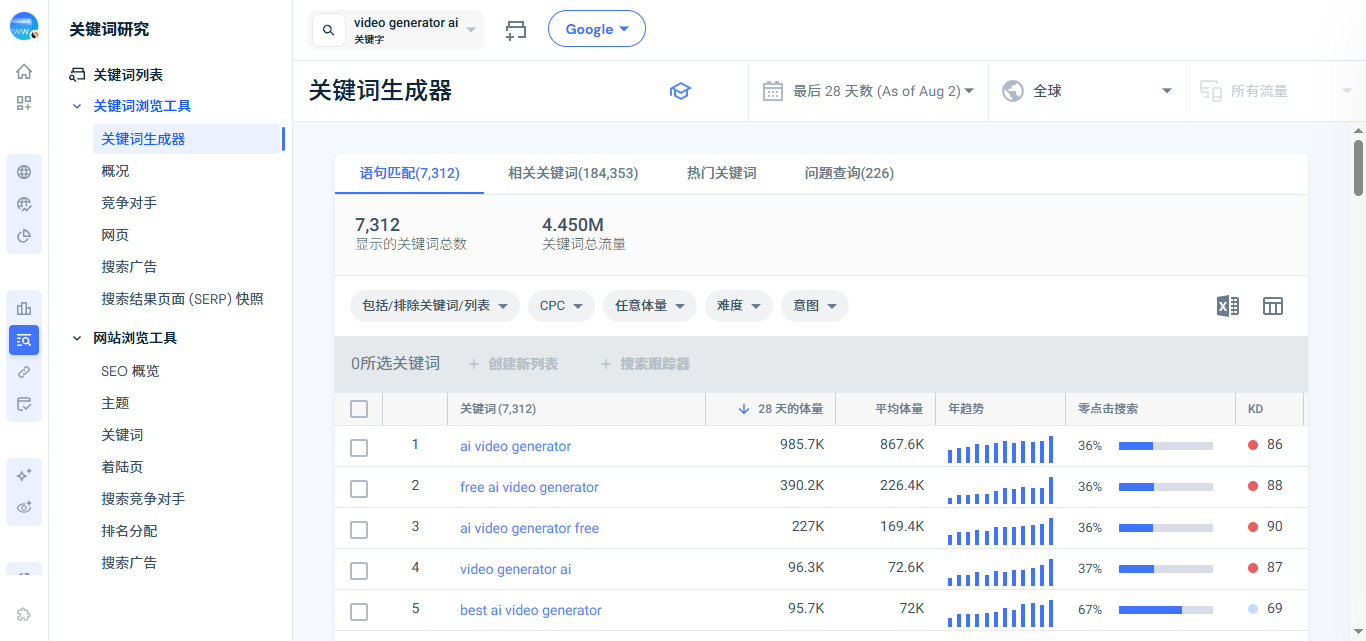 关键词研究
关键词列表
关键词浏览工具
关键词生成器
概况
竞争对手
网页
搜索广告
搜索结果页面 (SERP) 快照
网站浏览工具
SEO 概览
主题
关键词
着陆页
搜索竞争对手
排名分配
搜索广告
video generator ai
关键字
Google
关键词生成器
最后 28 天数 (As of Aug 2)
全球
所有流量
语句匹配(7,312)
相关关键词(184,353)
热门关键词
问题查询(226)
7,312
显示的关键词总数
4.450M
关键词总流量
包括/排除关键词/列表
CPC
任意体量
难度
意图
0所选关键词
+ 创建新列表
+ 搜索跟踪器
关键词(7,312) 28 天的体量 平均体量 年趋势 零点击搜索 KD
1 ai video generator 985.7K 867.6K 36% 86
2 free ai video generator 390.2K 226.4K 36% 88
3 ai video generator free 227K 169.4K 36% 90
4 video generator ai 96.3K 72.6K 37% 87
5 best ai video generator 95.7K 72K 67% 69